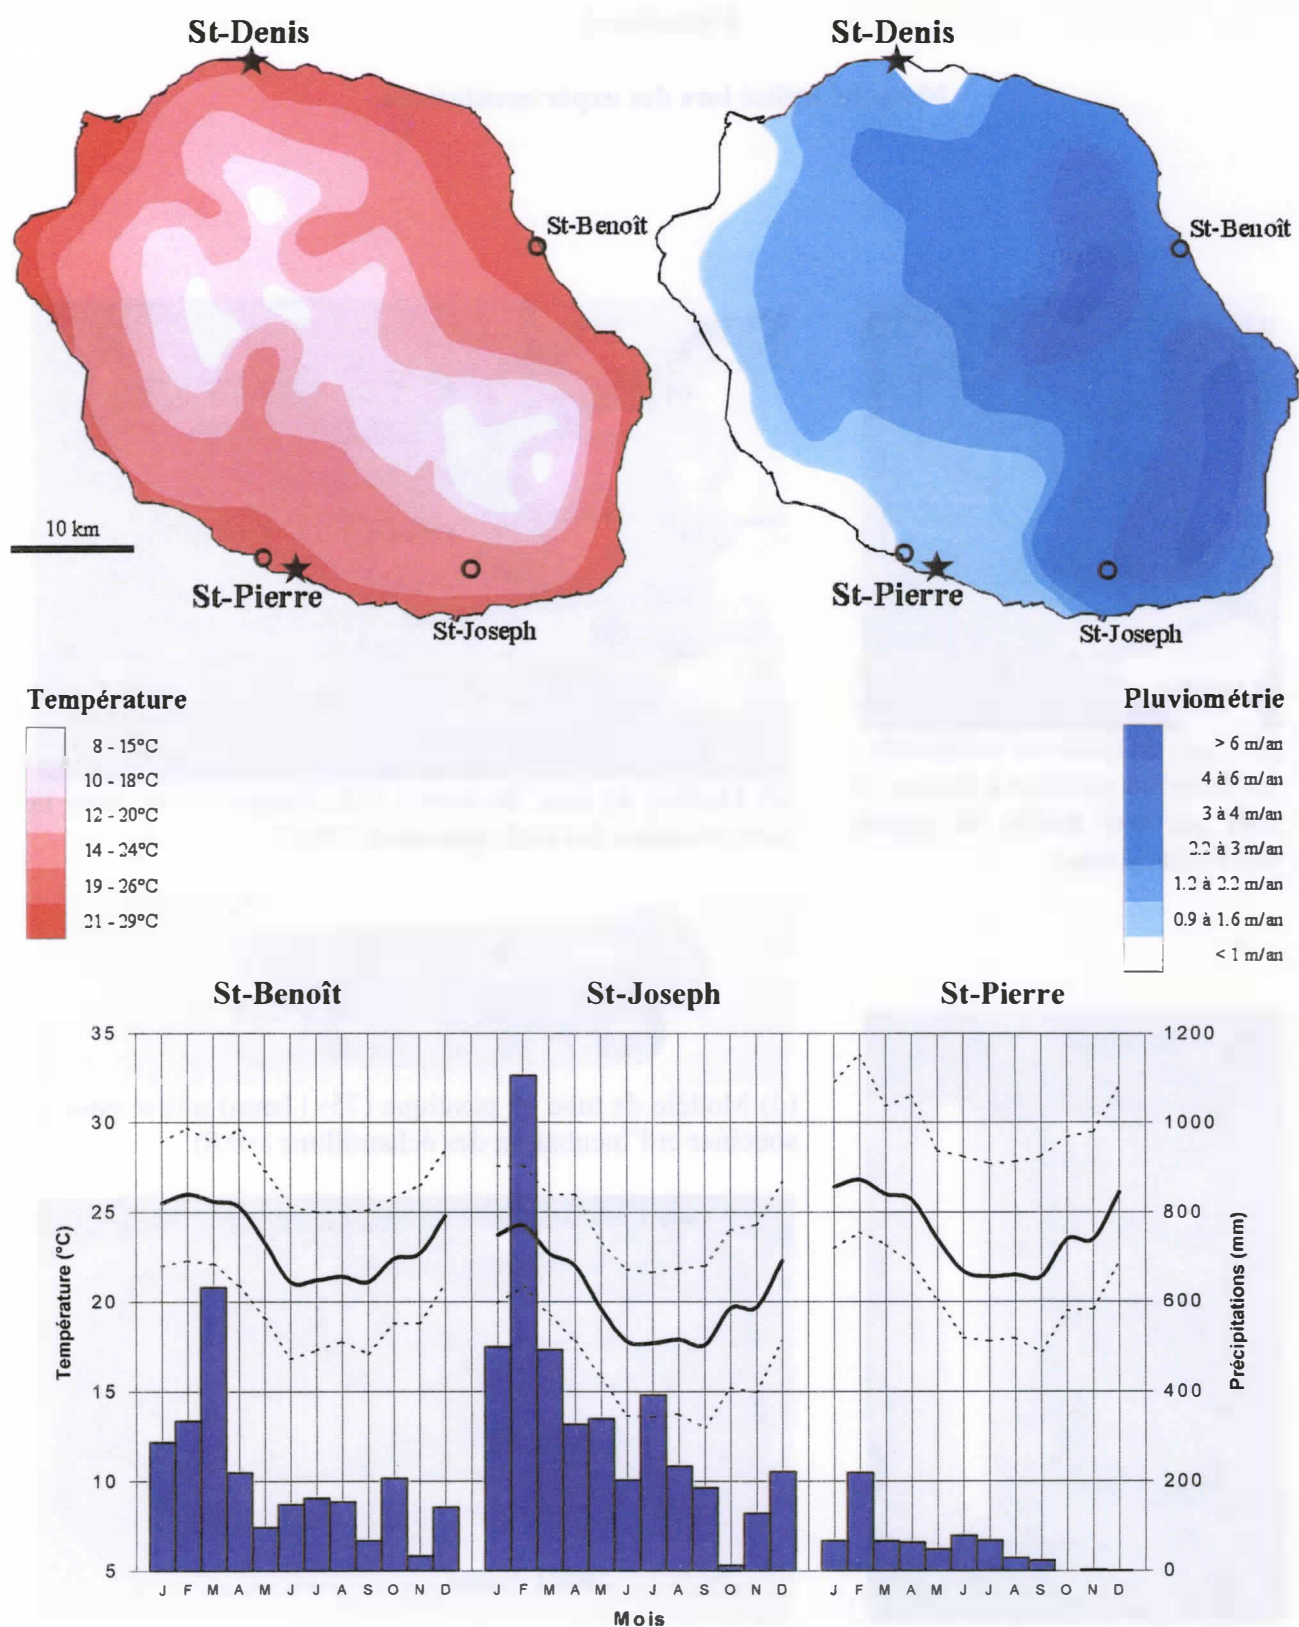 St-Denis
St-Benoît
10 km
St-Pierre
St-Joseph
St-Denis
St-Benoît
St-Pierre
St-Joseph
Température
8 - 15°C
10 - 18°C
12 - 20°C
14 - 24°C
19 - 26°C
21 - 29°C
Pluviométrie
> 6 m/an
4 à 6 m/an
3 à 4 m/an
2.2 à 3 m/an
1.2 à 2.2 m/an
0.9 à 1.6 m/an
< 1 m/an
St-Benoît St-Joseph St-Pierre
Température (°C)
35
30
25
20
15
10
5
1200
1000
800
600
400
200
0
Précipitations (mm)
J F M A M J J A S O N D J F M A M J J A S O N D J F M A M J J A S O N D
Mois